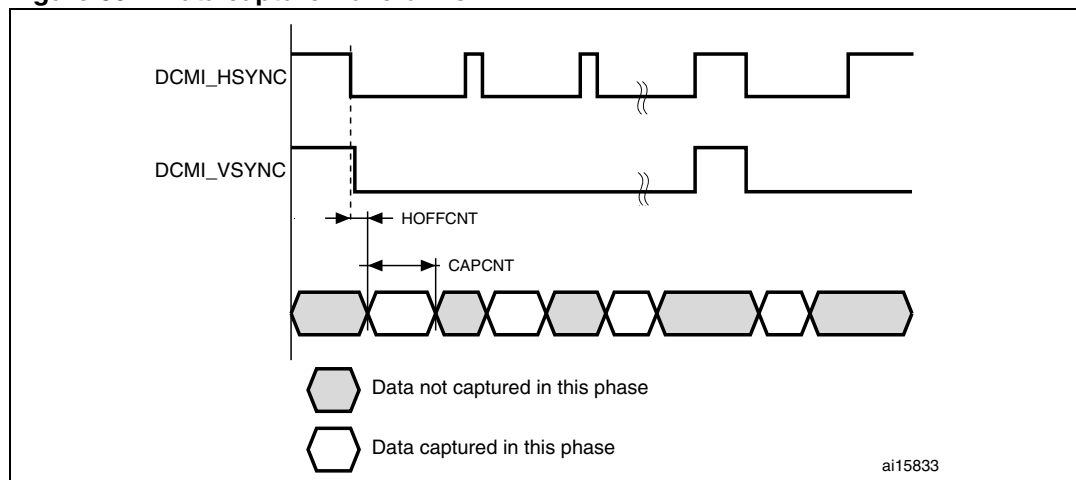 DCMI_HSYNC
DCMI_VSYNC
HOFFCNT
CAPCNT
Data not captured in this phase
Data captured in this phase
ai15833